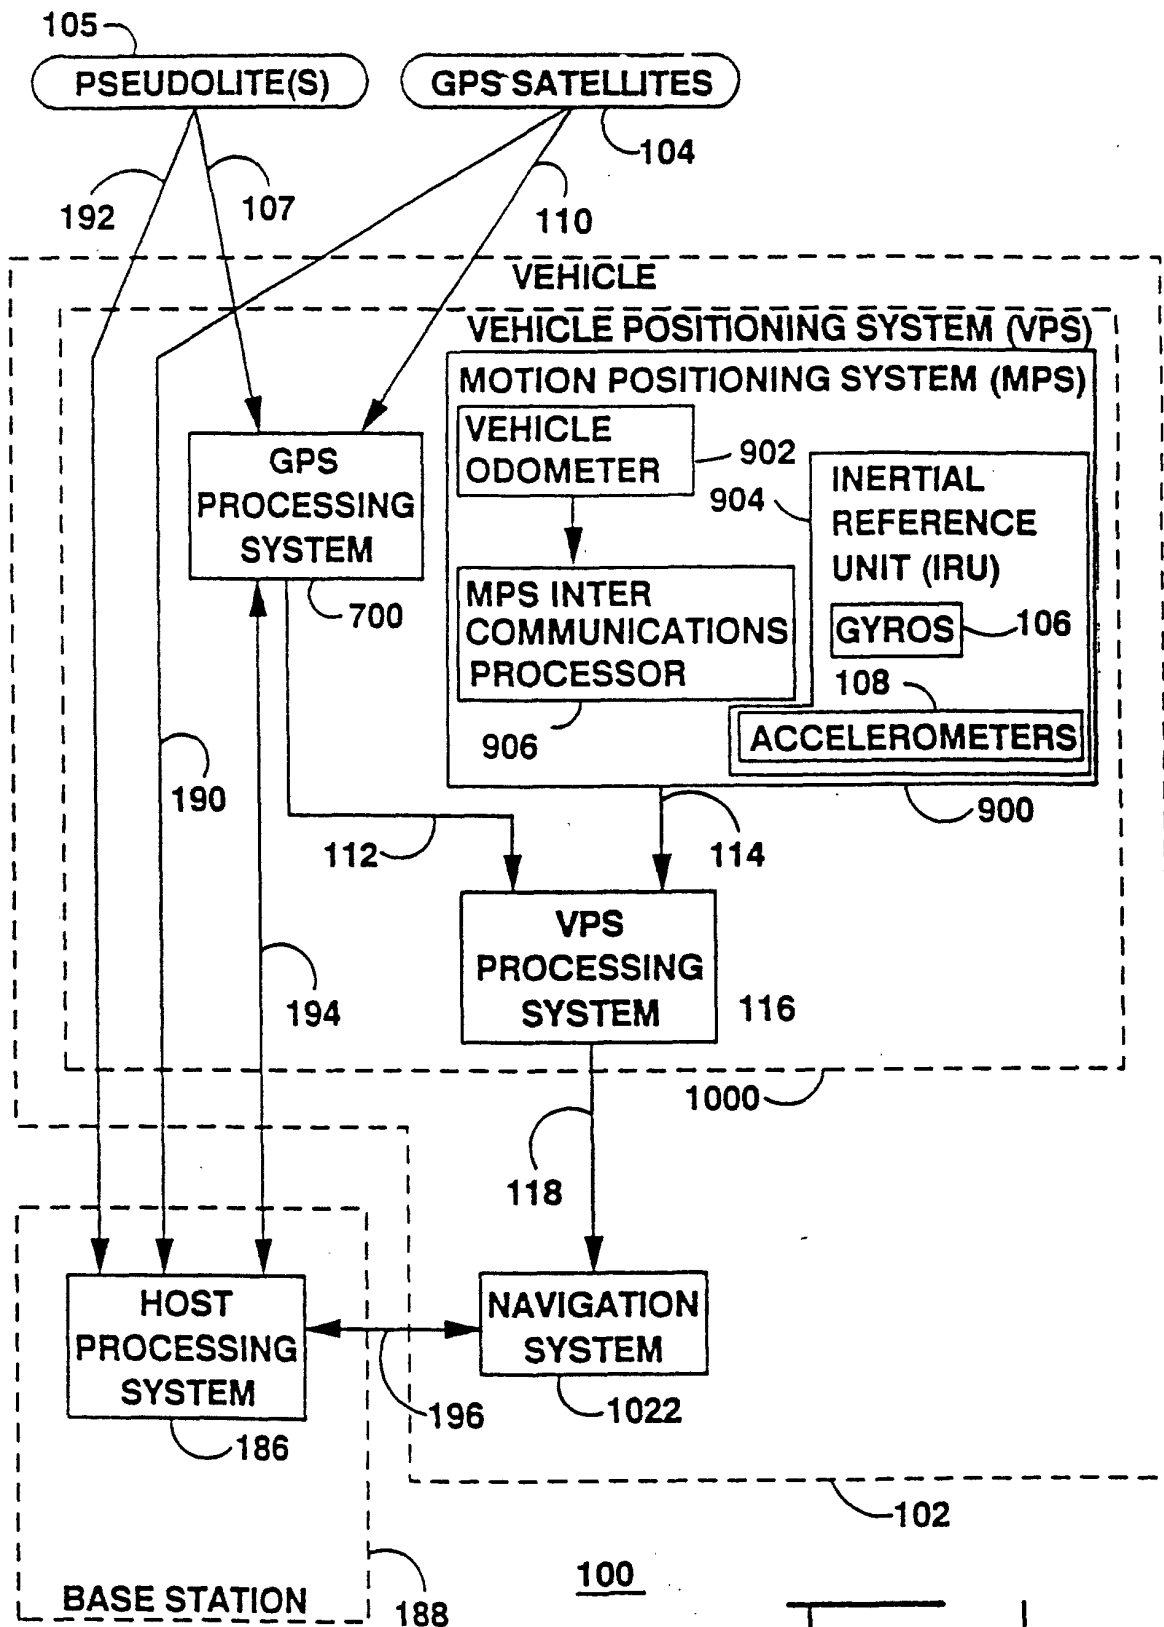 105
PSEUDOLITE(S)
GPS SATELLITES
104
192
107
110
VEHICLE
VEHICLE POSITIONING SYSTEM (VPS)
MOTION POSITIONING SYSTEM (MPS)
VEHICLE
ODOMETER
902
904
INERTIAL
REFERENCE
UNIT (IRU)
GPS
PROCESSING
SYSTEM
700
MPS INTER
COMMUNICATIONS
PROCESSOR
GYROS
106
108
ACCELEROMETERS
906
190
900
112
114
VPS
PROCESSING
SYSTEM
116
194
1000
118
HOST
PROCESSING
SYSTEM
NAVIGATION
SYSTEM
196
1022
186
102
BASE STATION
188
100